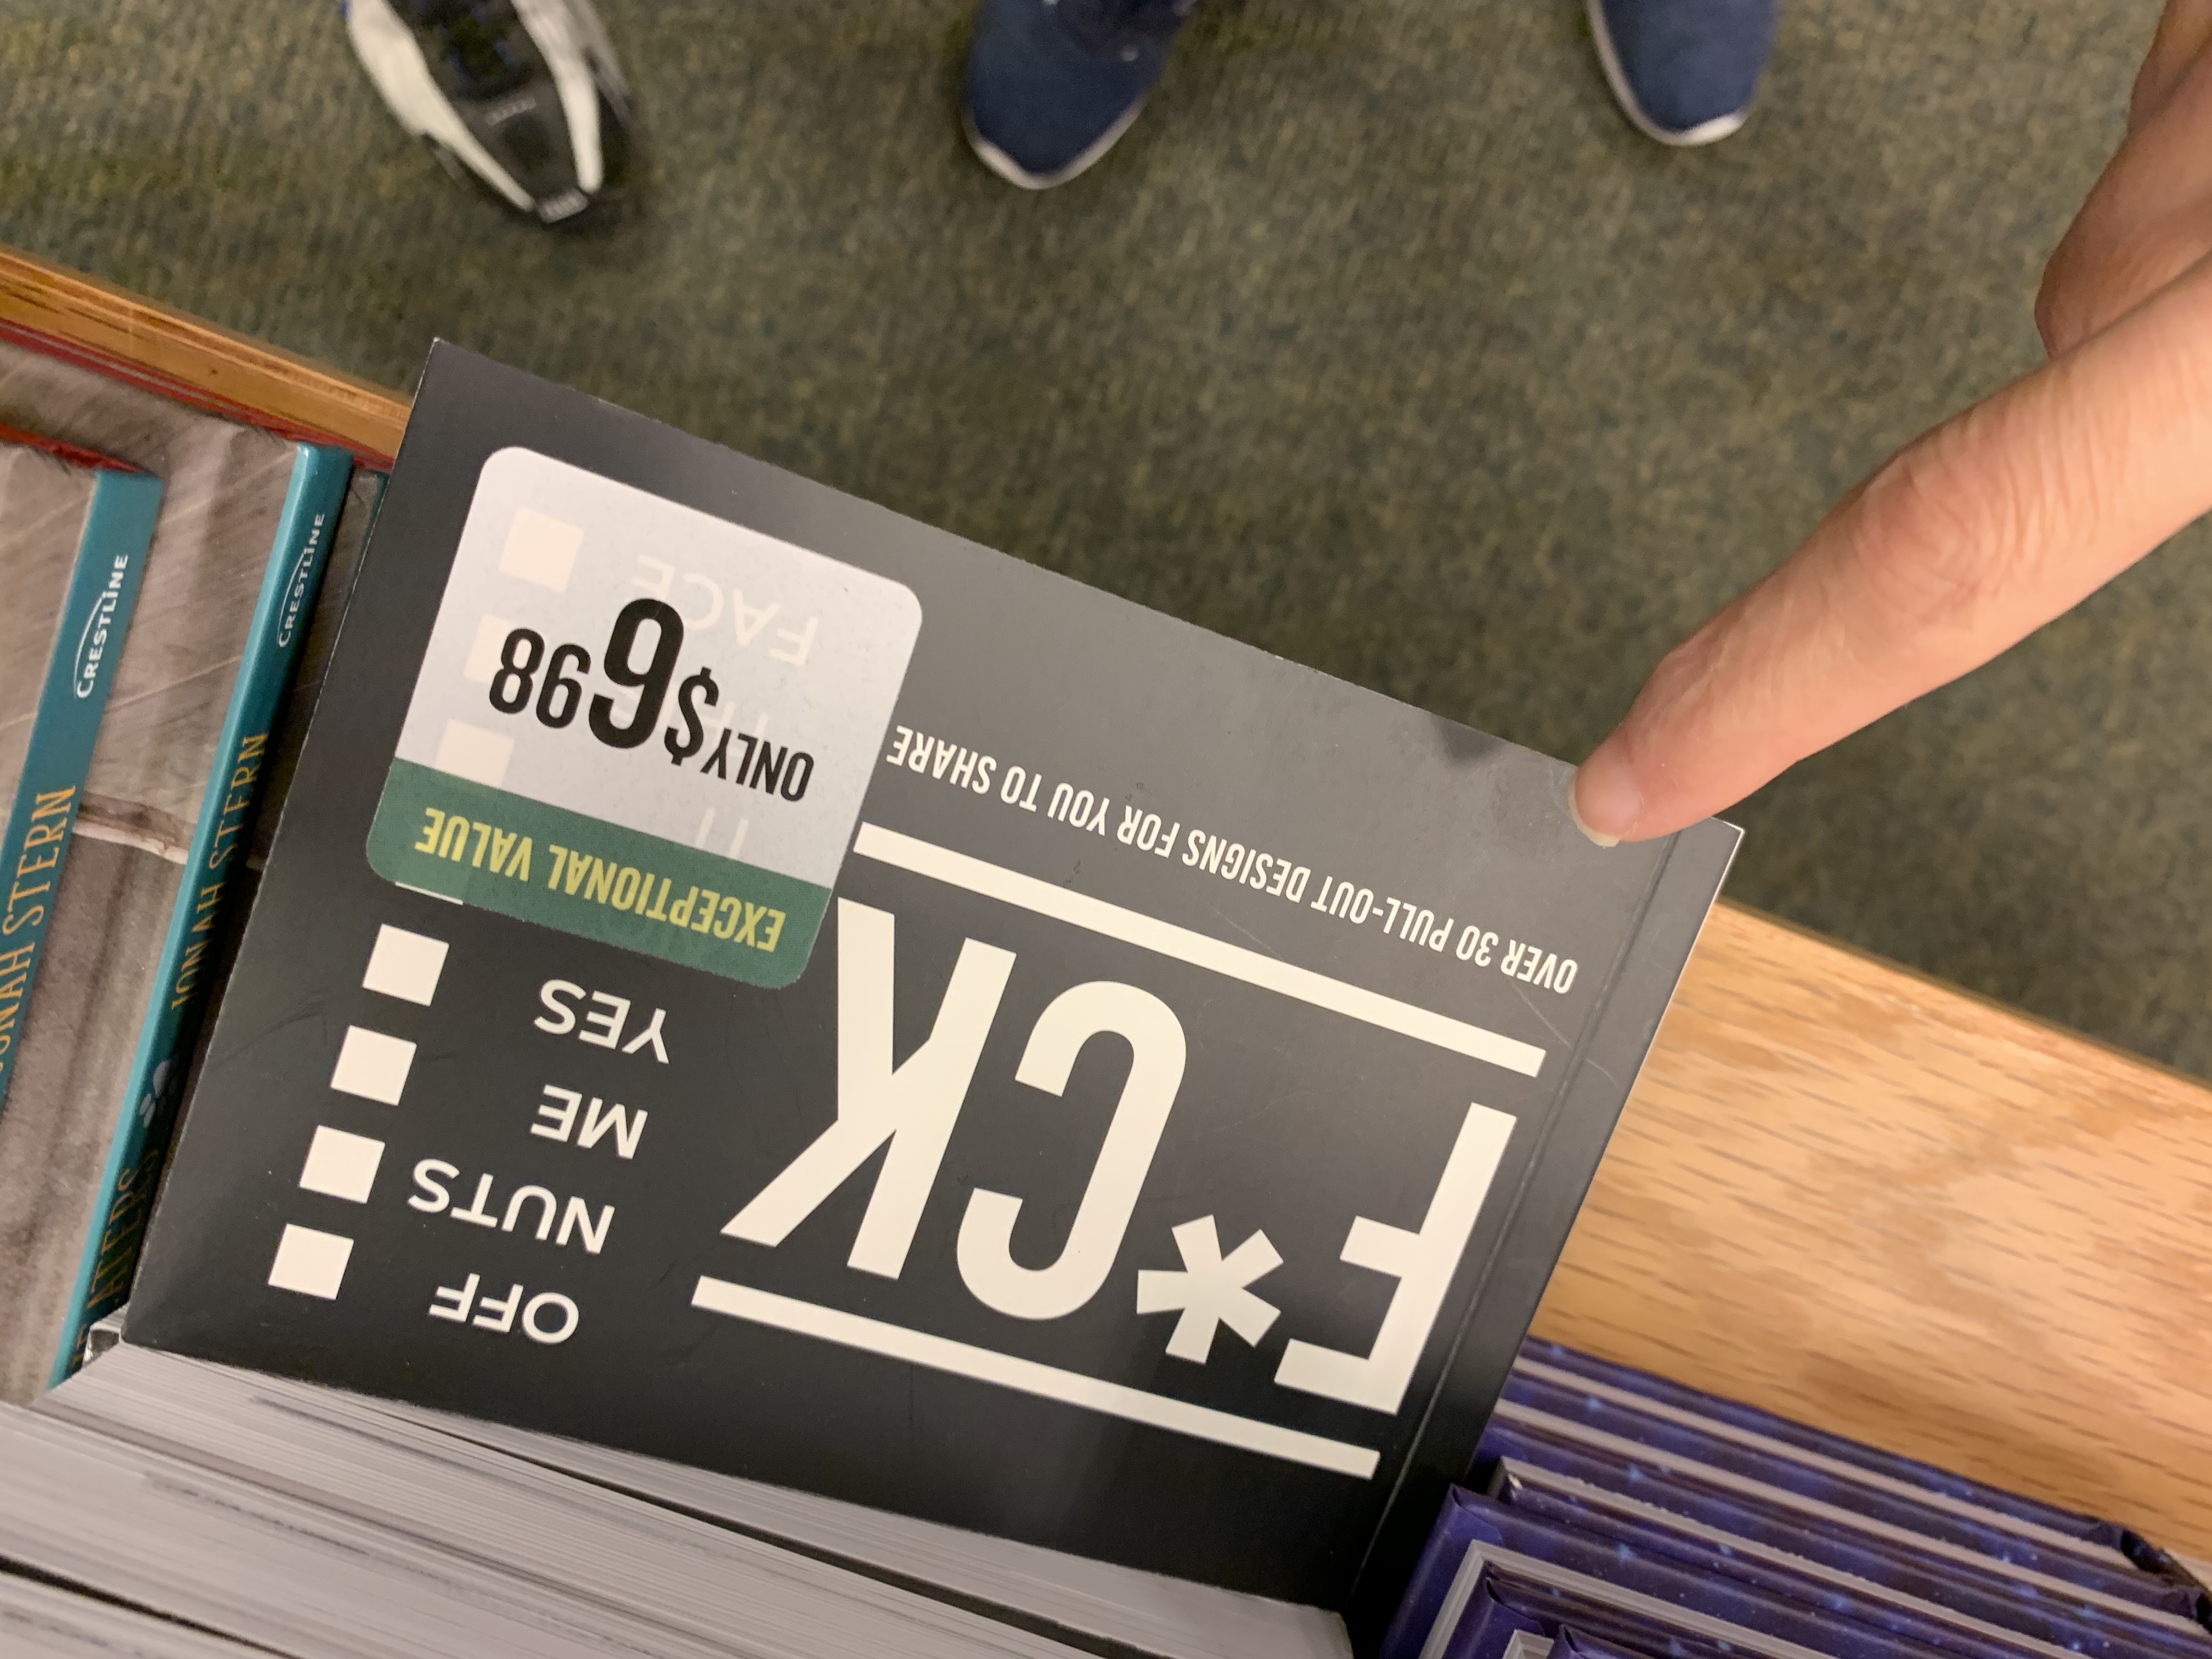 OFF
NUTS
ME
YES
FACE
F*CK
OVER 30 PULL-OUT DESIGNS FOR YOU TO SHARE
EXCEPTIONAL VALUE
ONLY $6 98
JONAH STERN
CRESTLINE
JONAH STERN
CRESTLINE